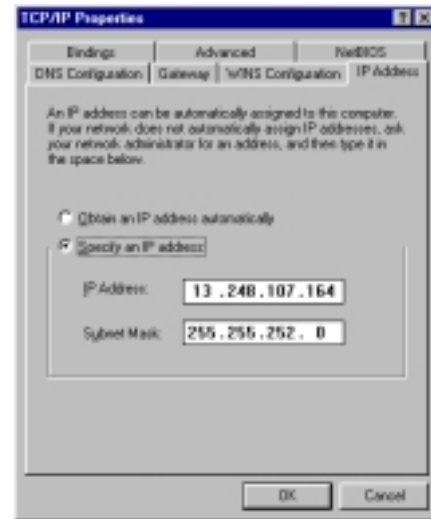 TCP/IP Properties
Bindings Advanced NetBIOS
DNS Configuration Gateway WINS Configuration IP Address
An IP address can be automatically assigned to this computer.
If your network does not automatically assign IP addresses, ask
your network administrator for an address, and then type it in
the space below.
Obtain an IP address automatically
Specify an IP address
IP Address: 13 .248.107.164
Subnet Mask: 255.255.252. 0
OK Cancel